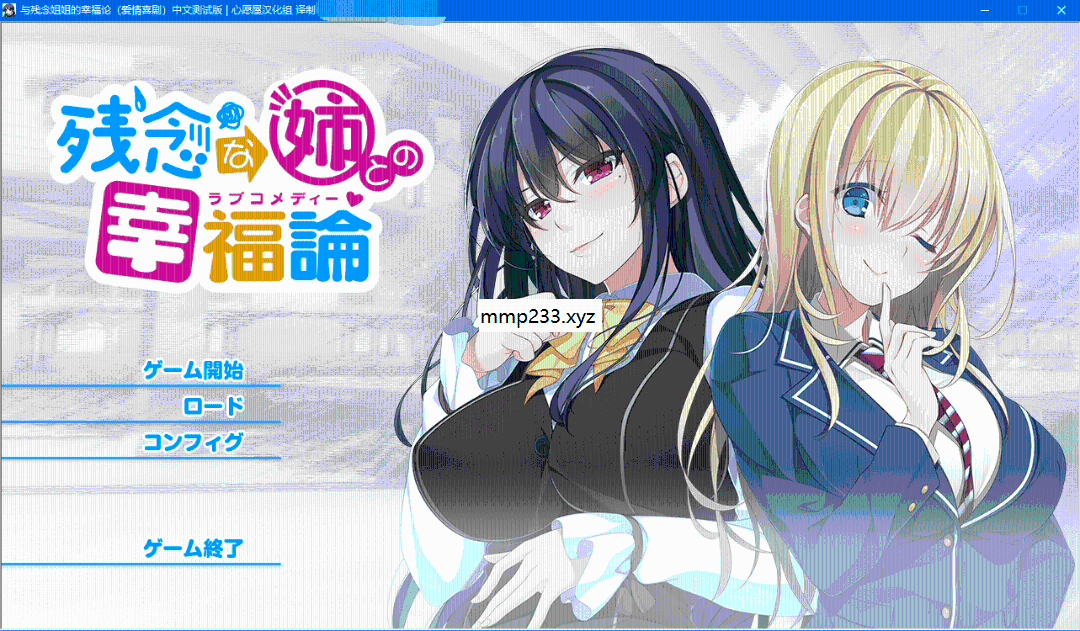 与残念姐姐的幸福论（爱情喜剧）中文测试版 | 心愿屋汉化组 译制
残念な姉との
ラブコメディー
幸福論
mmp233.xyz
ゲーム開始
ロード
コンフィグ
ゲーム終了